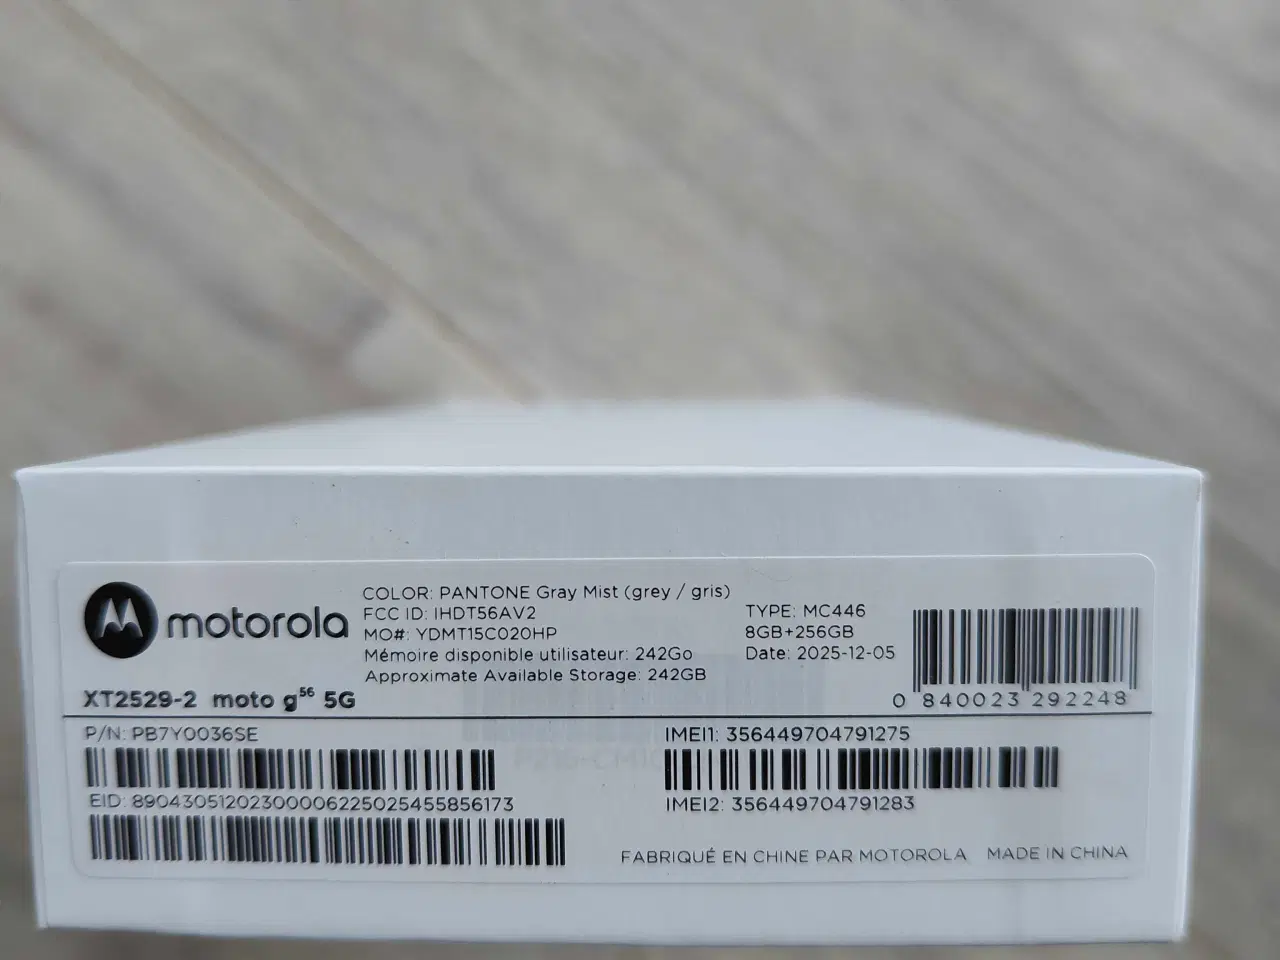 motorola
XT2529-2 moto g56 5G
COLOR: PANTONE Gray Mist (grey / gris)
FCC ID: IHDT56AV2
MO#: YDMT15C020HP
Mémoire disponible utilisateur: 242Go
Approximate Available Storage: 242GB
TYPE: MC446
8GB+256GB
Date: 2025-12-05
0 840023 292248
P/N: PB7Y0036SE
EID: 89043051202300006225025455856173
IMEI1: 356449704791275
IMEI2: 356449704791283
FABRIQUÉ EN CHINE PAR MOTOROLA MADE IN CHINA